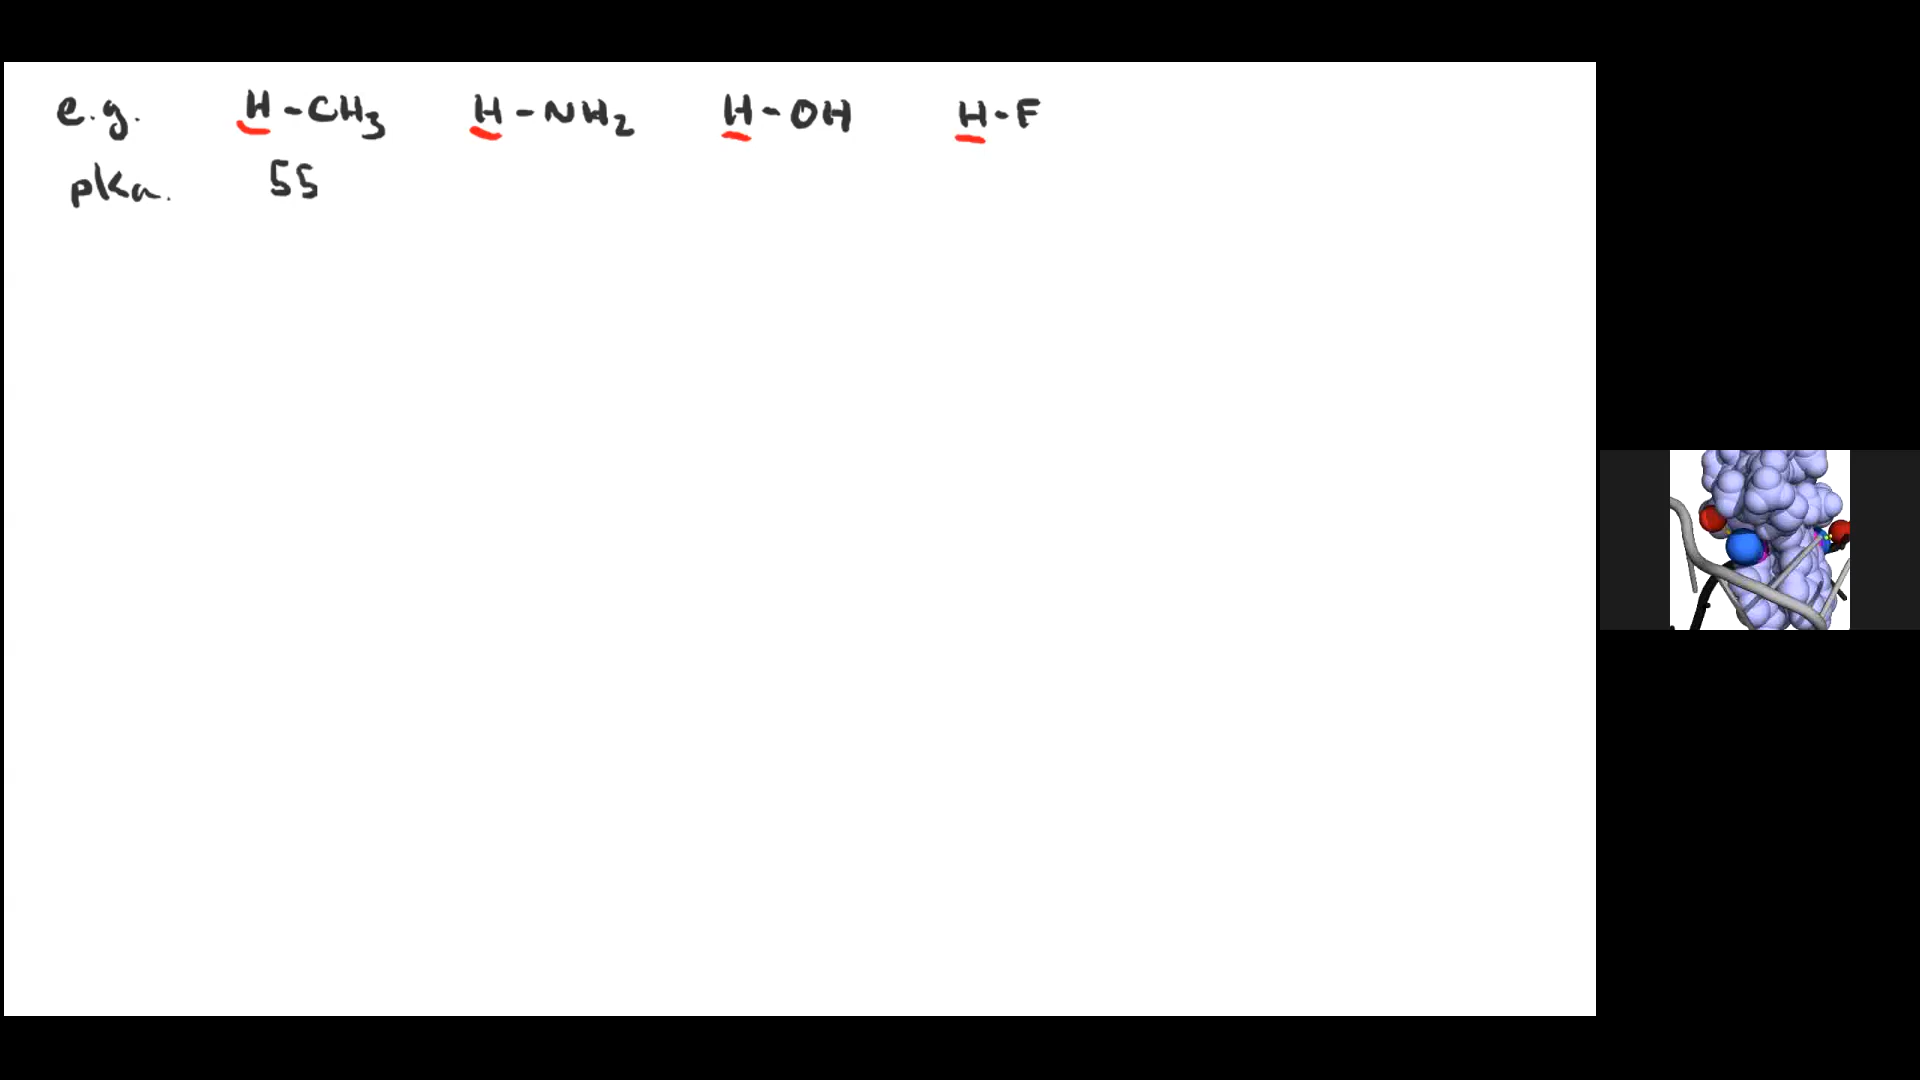 e.g. H-CH₃ H-NH₂ H-OH H-F
pka. 55